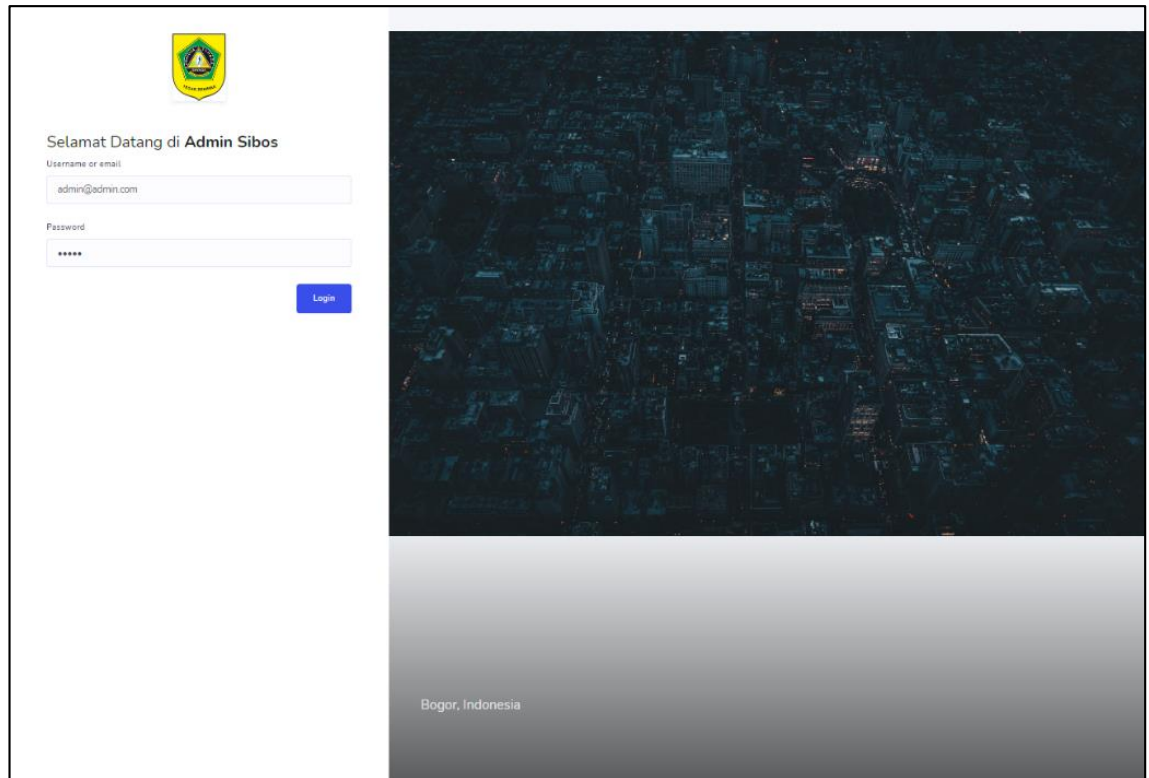 Selamat Datang di Admin Sibos
Username or email
admin@admin.com
Password
•••••
Login
Bogor, Indonesia